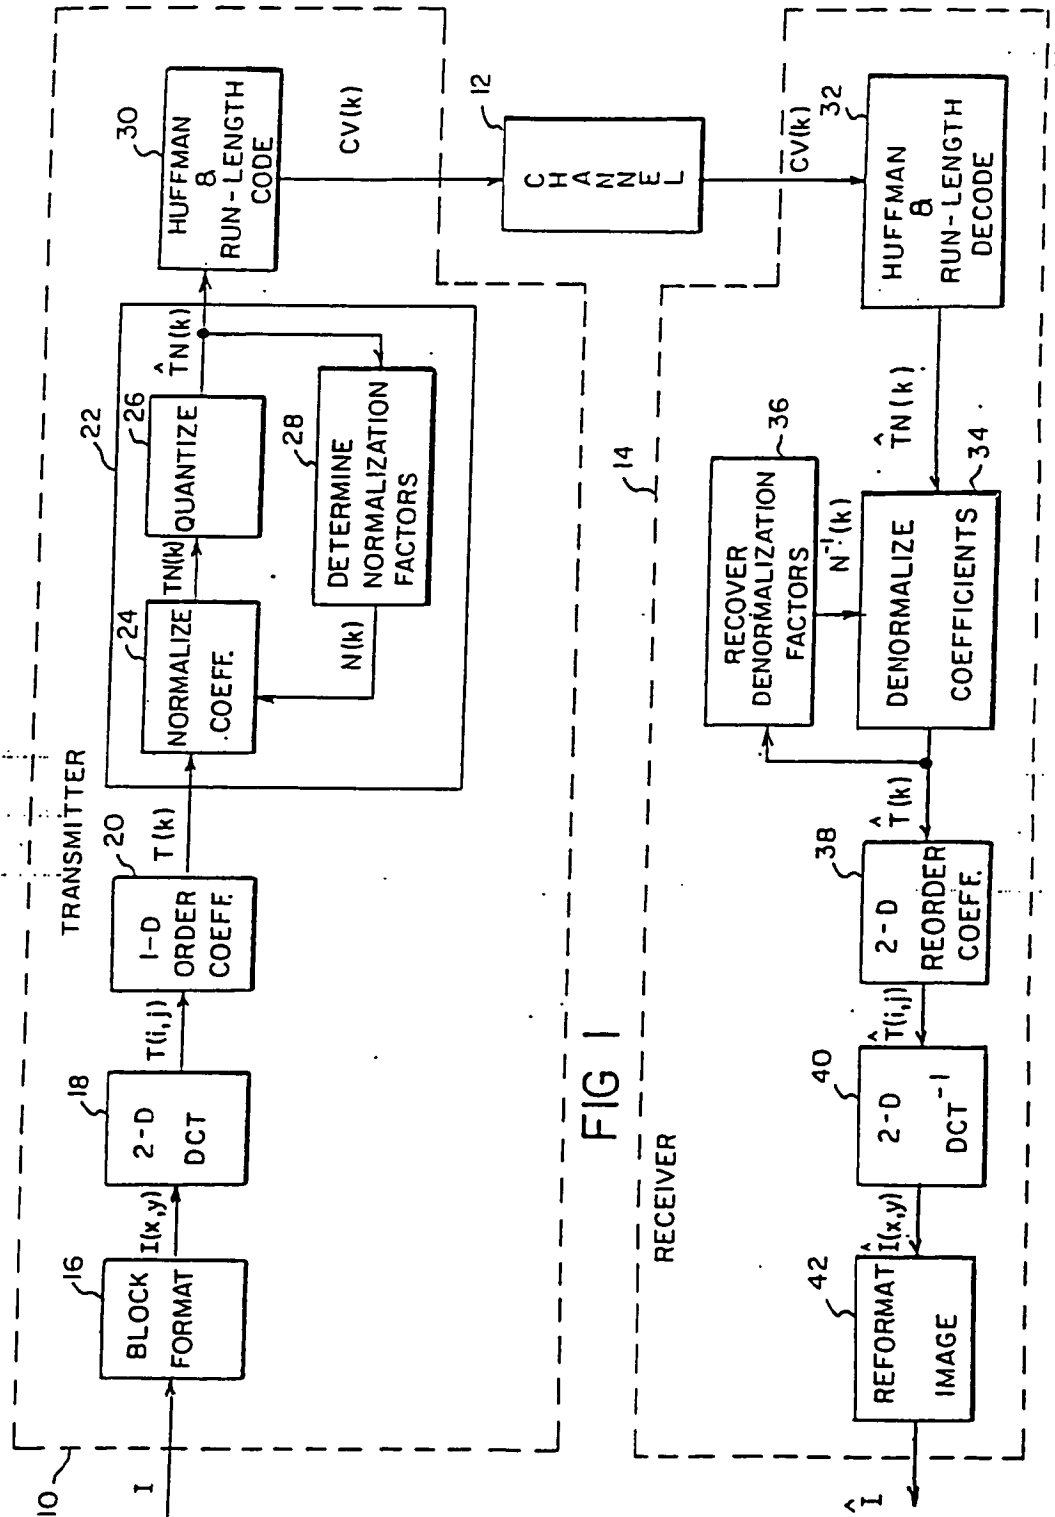 10
TRANSMITTER
I
16
BLOCK
FORMAT
I(x,y)
18
2-D
DCT
T(i,j)
20
1-D
ORDER
COEFF.
T(k)
22
24
NORMALIZE
COEFF.
TN(k)
26
QUANTIZE
T̂N(k)
28
DETERMINE
NORMALIZATION
FACTORS
N(k)
30
HUFFMAN
&
RUN-LENGTH
CODE
CV(k)
12
CHANNEL
FIG 1
14
RECEIVER
CV(k)
32
HUFFMAN
&
RUN-LENGTH
DECODE
T̂N(k)
34
DENORMALIZE
COEFFICIENTS
36
RECOVER
DENORMALIZATION
FACTORS
N⁻¹(k)
T̂(k)
38
2-D
REORDER
COEFF.
T̂(i,j)
40
2-D
DCT⁻¹
Î(x,y)
42
REFORMAT
IMAGE
Î